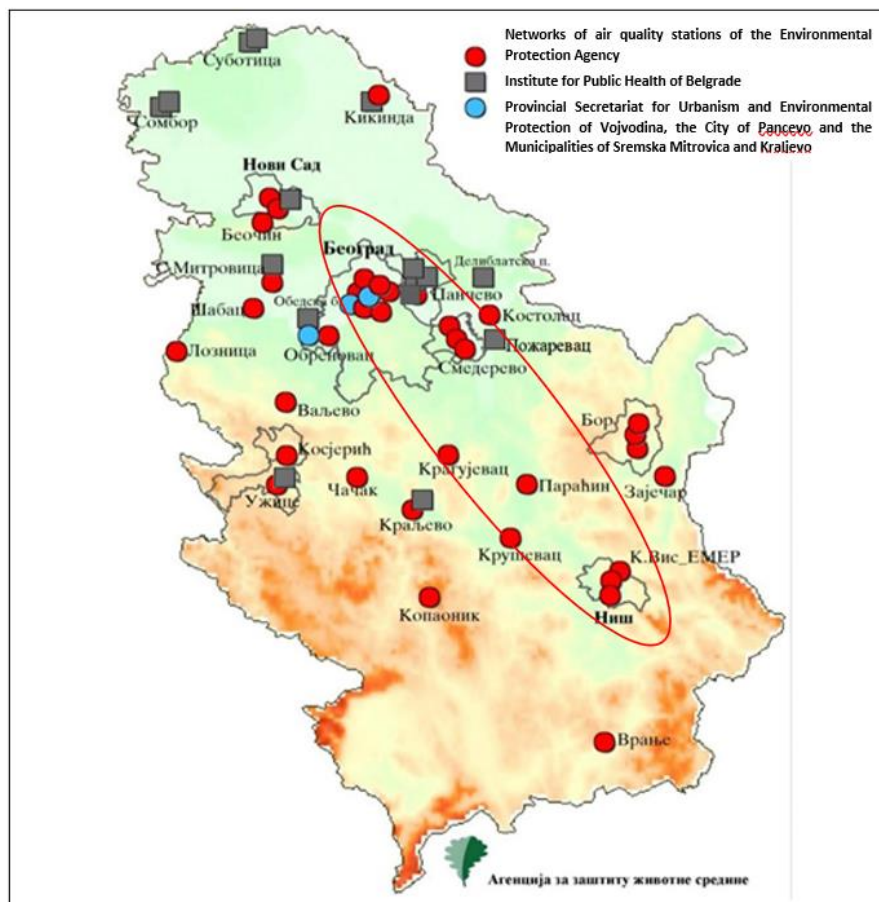 Networks of air quality stations of the Environmental
Protection Agency
Institute for Public Health of Belgrade
Provincial Secretariat for Urbanism and Environmental
Protection of Vojvodina, the City of Pancevo and the
Municipalities of Sremska Mitrovica and Kraljevo
Суботица
Сомбор
Кикинда
Нови Сад
Беочин
Београд
С.Митровица
Делиблатска п.
Обедска б.
Панчево
Шабац
Костолац
Лозница
Обреновац
Пожаревац
Смедерево
Ваљево
Бор
Косјерић
Крагујевац
Чачак
Параћин
Зајечар
Ужице
Краљево
Крушевац
К.Вис_ЕМЕР
Копаоник
Ниш
Врање
Агенција за заштиту животне средине